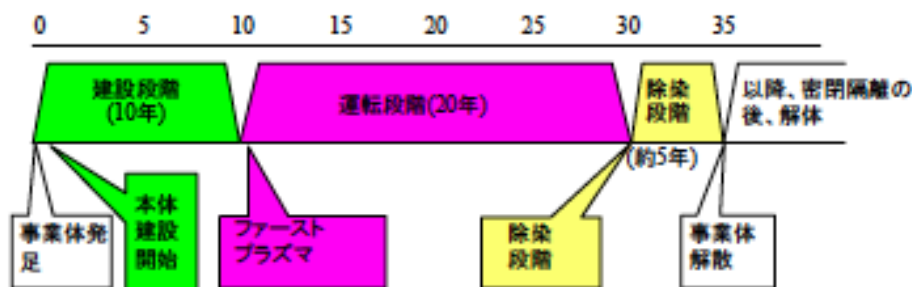 0 5 10 15 20 25 30 35
建設段階
(10年)
運転段階(20年)
除染
段階
以降、密閉隔離の
後、解体
(約5年)
事業体発
足
本体
建設
開始
ファースト
プラズマ
除染
段階
事業体
解散